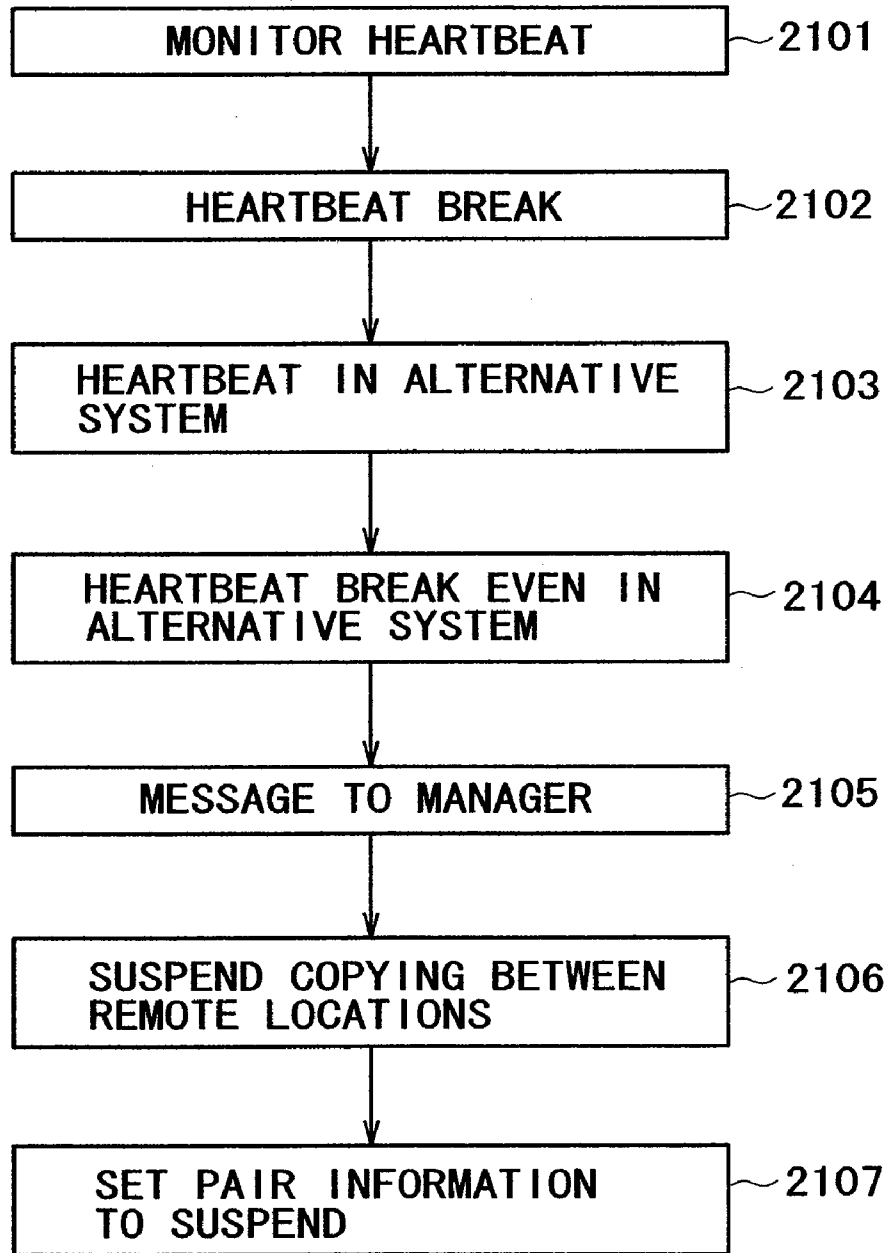 MONITOR HEARTBEAT
2101
HEARTBEAT BREAK
2102
HEARTBEAT IN ALTERNATIVE
SYSTEM
2103
HEARTBEAT BREAK EVEN IN
ALTERNATIVE SYSTEM
2104
MESSAGE TO MANAGER
2105
SUSPEND COPYING BETWEEN
REMOTE LOCATIONS
2106
SET PAIR INFORMATION
TO SUSPEND
2107